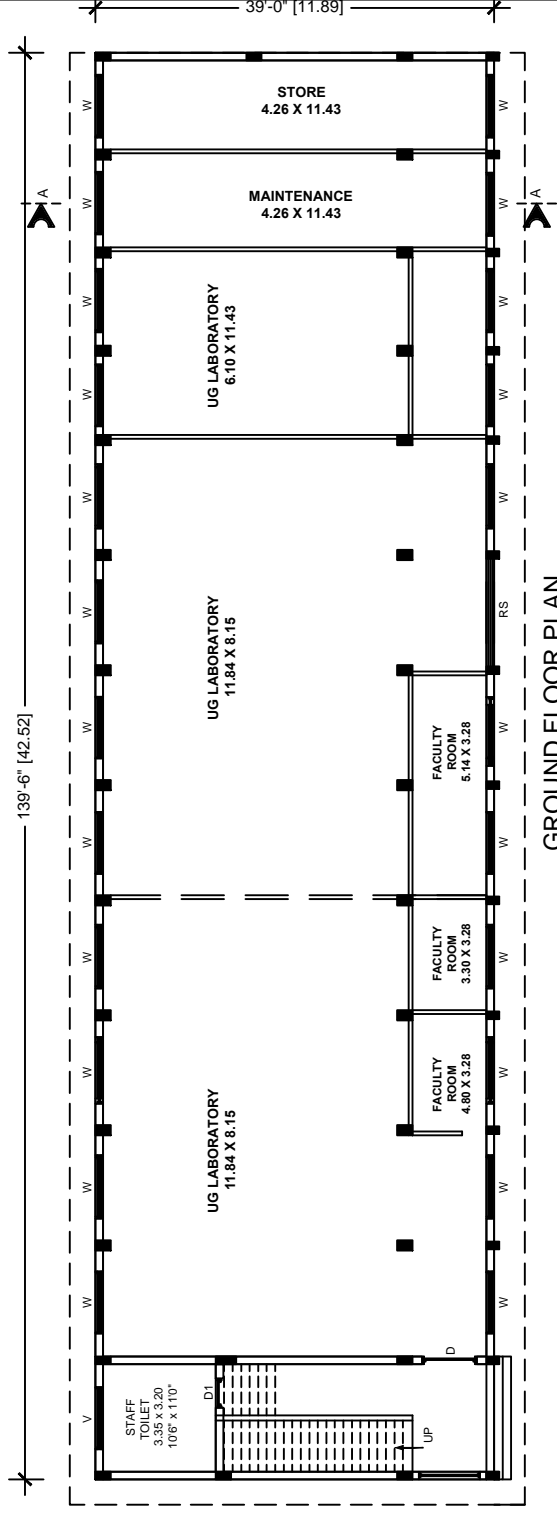 39'-0" [11.89]
STORE
4.26 X 11.43
W
W
A
A
MAINTENANCE
4.26 X 11.43
W
W
UG LABORATORY
6.10 X 11.43
W
W
W
W
W
W
UG LABORATORY
11.84 X 8.15
W
RS
139'-6" [42.52]
FACULTY
ROOM
5.14 X 3.28
W
W
W
W
GROUND FLOOR PLAN
FACULTY
ROOM
3.30 X 3.28
W
W
FACULTY
ROOM
4.80 X 3.28
W
W
UG LABORATORY
11.84 X 8.15
W
W
W
W
D
D1
V
STAFF
TOILET
3.35 x 3.20
10'6" x 11'0"
UP